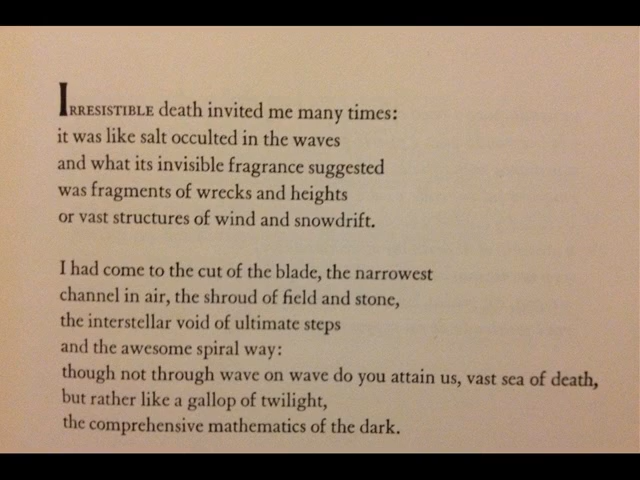 IRRESISTIBLE death invited me many times:
it was like salt occulted in the waves
and what its invisible fragrance suggested
was fragments of wrecks and heights
or vast structures of wind and snowdrift.
I had come to the cut of the blade, the narrowest
channel in air, the shroud of field and stone,
the interstellar void of ultimate steps
and the awesome spiral way:
though not through wave on wave do you attain us, vast sea of death,
but rather like a gallop of twilight,
the comprehensive mathematics of the dark.